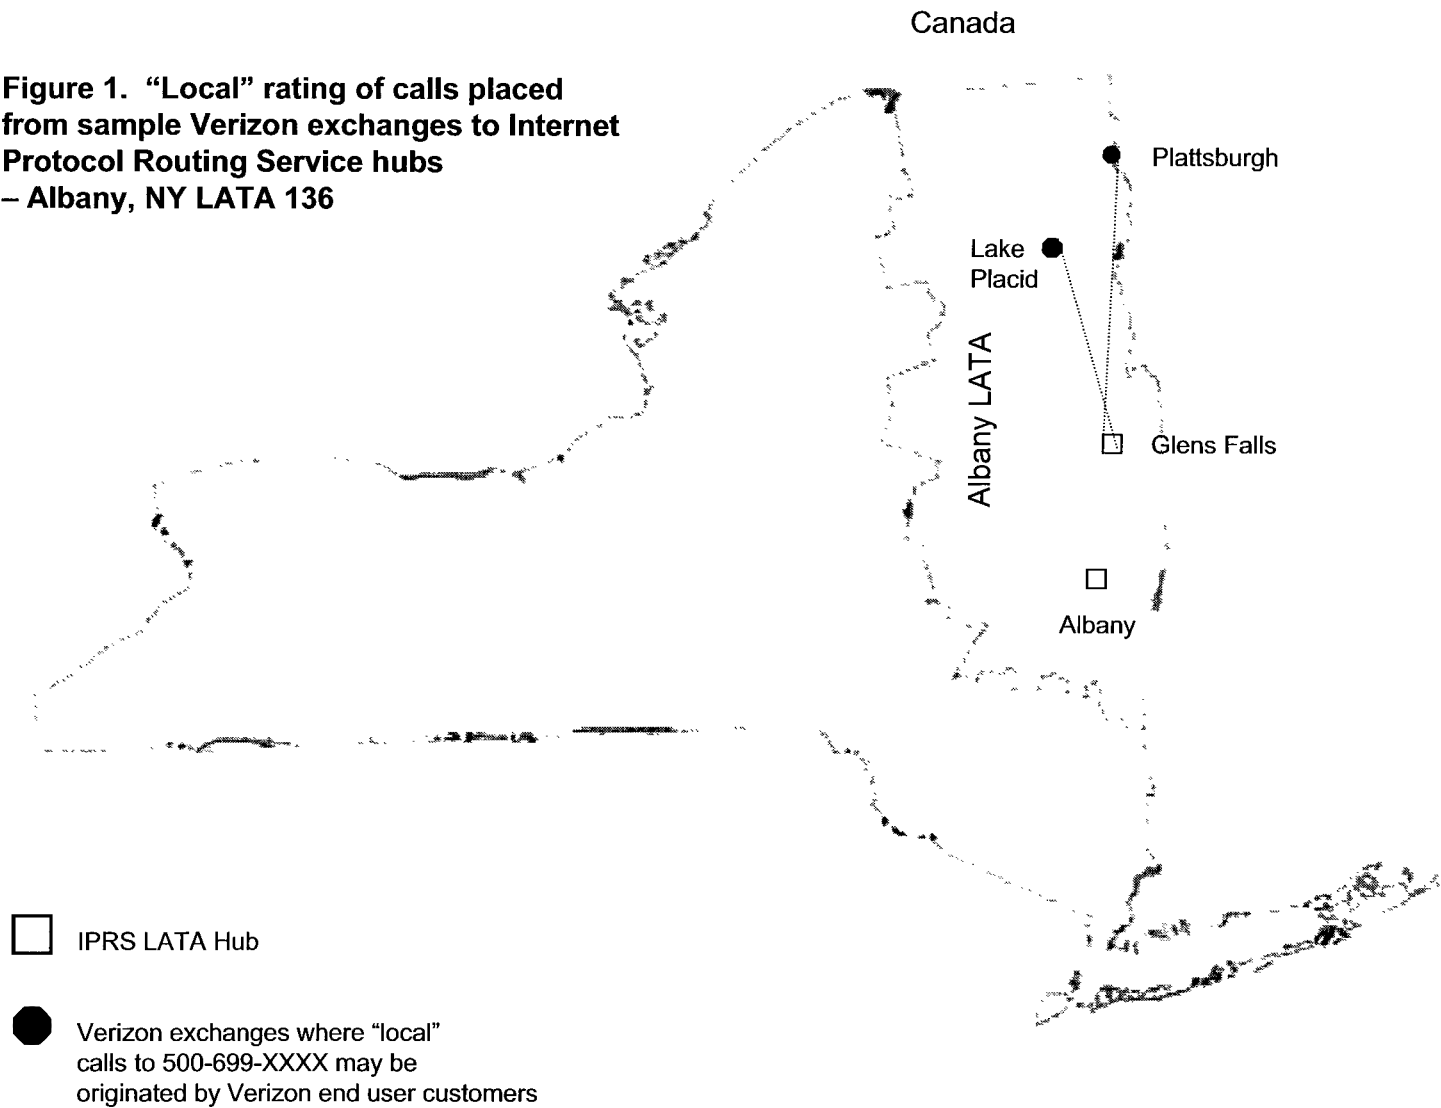 Canada
Figure 1. “Local” rating of calls placed
from sample Verizon exchanges to Internet
Protocol Routing Service hubs
– Albany, NY LATA 136
Plattsburgh
Lake
Placid
Albany LATA
Glens Falls
Albany
IPRS LATA Hub
Verizon exchanges where “local”
calls to 500-699-XXXX may be
originated by Verizon end user customers